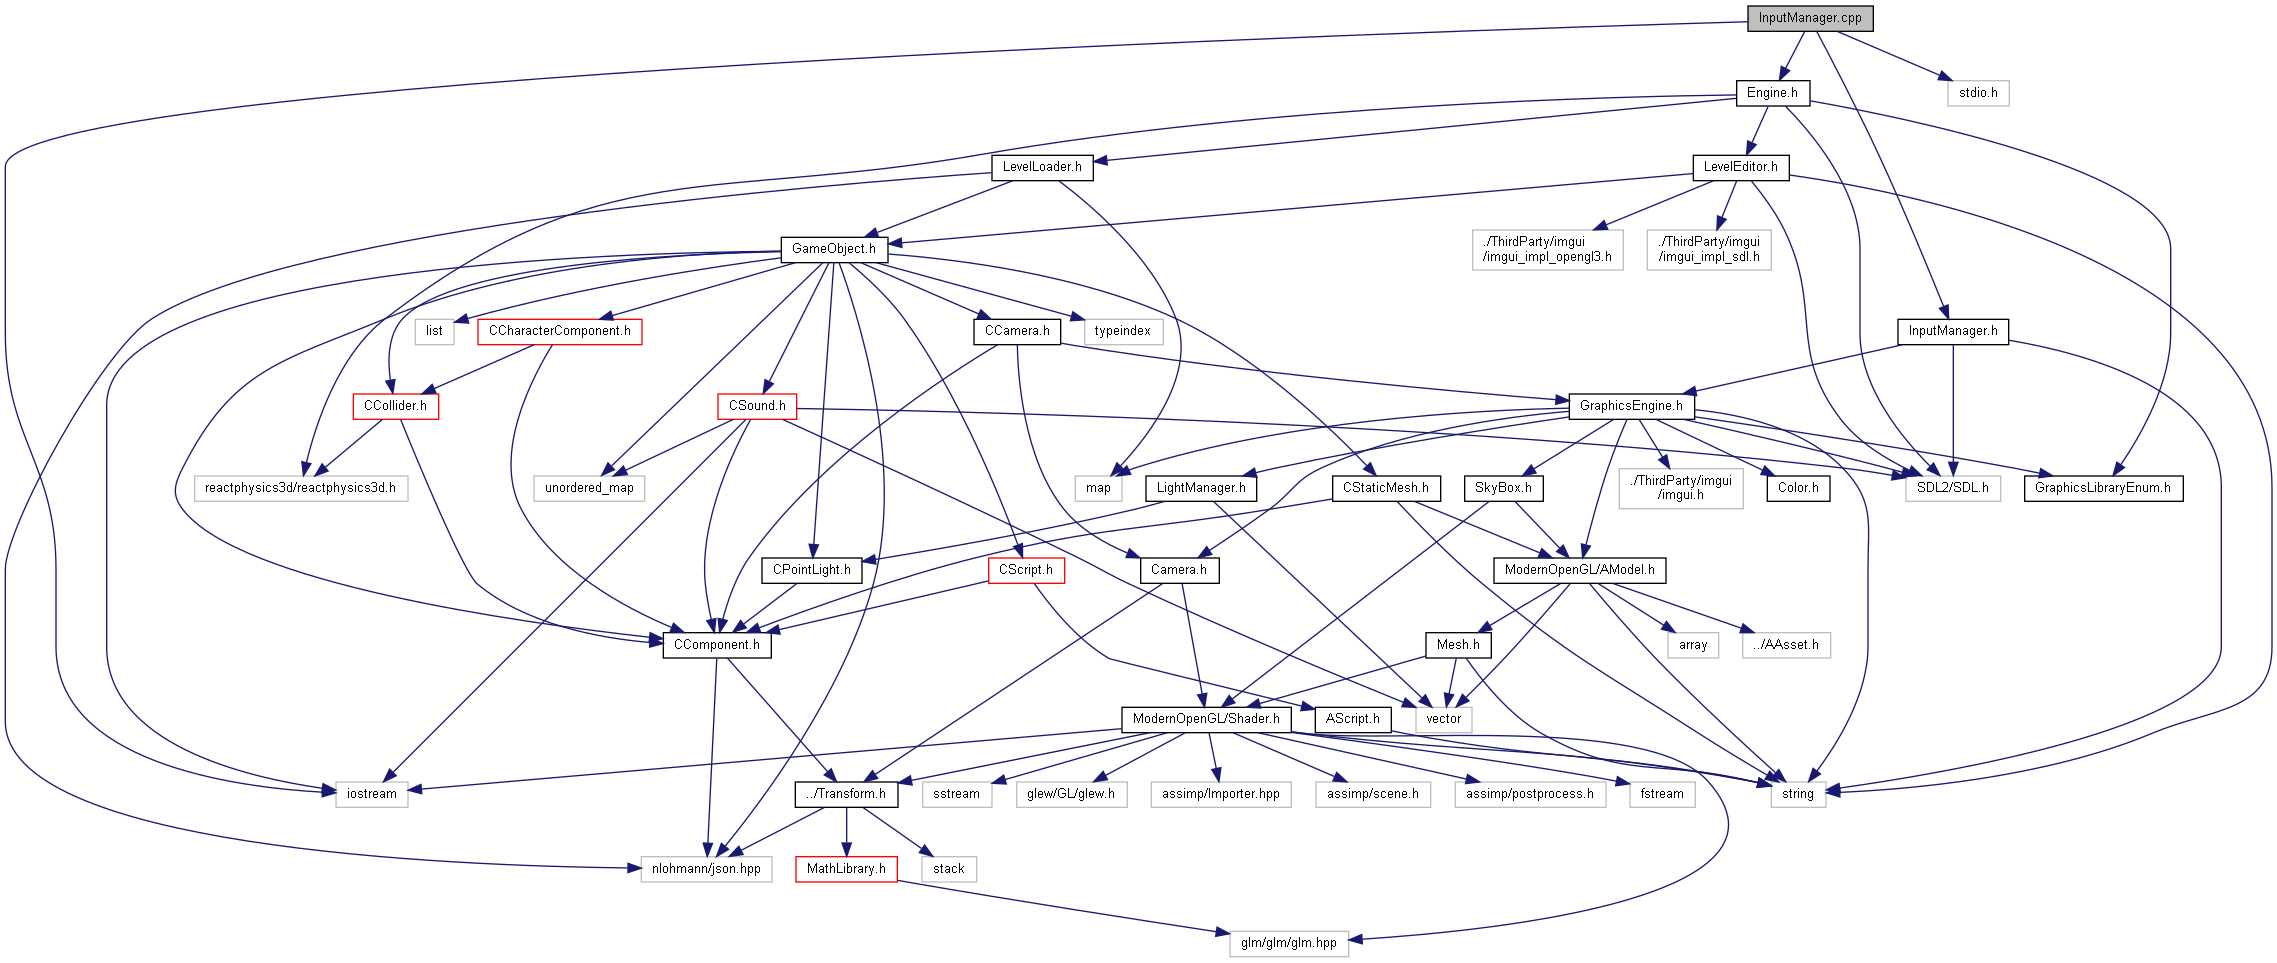 InputManager.cpp
Engine.h
stdio.h
LevelLoader.h
LevelEditor.h
GameObject.h
./ThirdParty/imgui
/imgui_impl_opengl3.h
./ThirdParty/imgui
/imgui_impl_sdl.h
list
CCharacterComponent.h
CCamera.h
typeindex
InputManager.h
CCollider.h
CSound.h
GraphicsEngine.h
reactphysics3d/reactphysics3d.h
unordered_map
map
LightManager.h
CStaticMesh.h
SkyBox.h
./ThirdParty/imgui
/imgui.h
Color.h
SDL2/SDL.h
GraphicsLibraryEnum.h
CPointLight.h
CScript.h
Camera.h
ModernOpenGL/AModel.h
CComponent.h
Mesh.h
array
../AAsset.h
ModernOpenGL/Shader.h
AScript.h
vector
iostream
../Transform.h
sstream
glew/GL/glew.h
assimp/Importer.hpp
assimp/scene.h
assimp/postprocess.h
fstream
string
nlohmann/json.hpp
MathLibrary.h
stack
glm/glm/glm.hpp